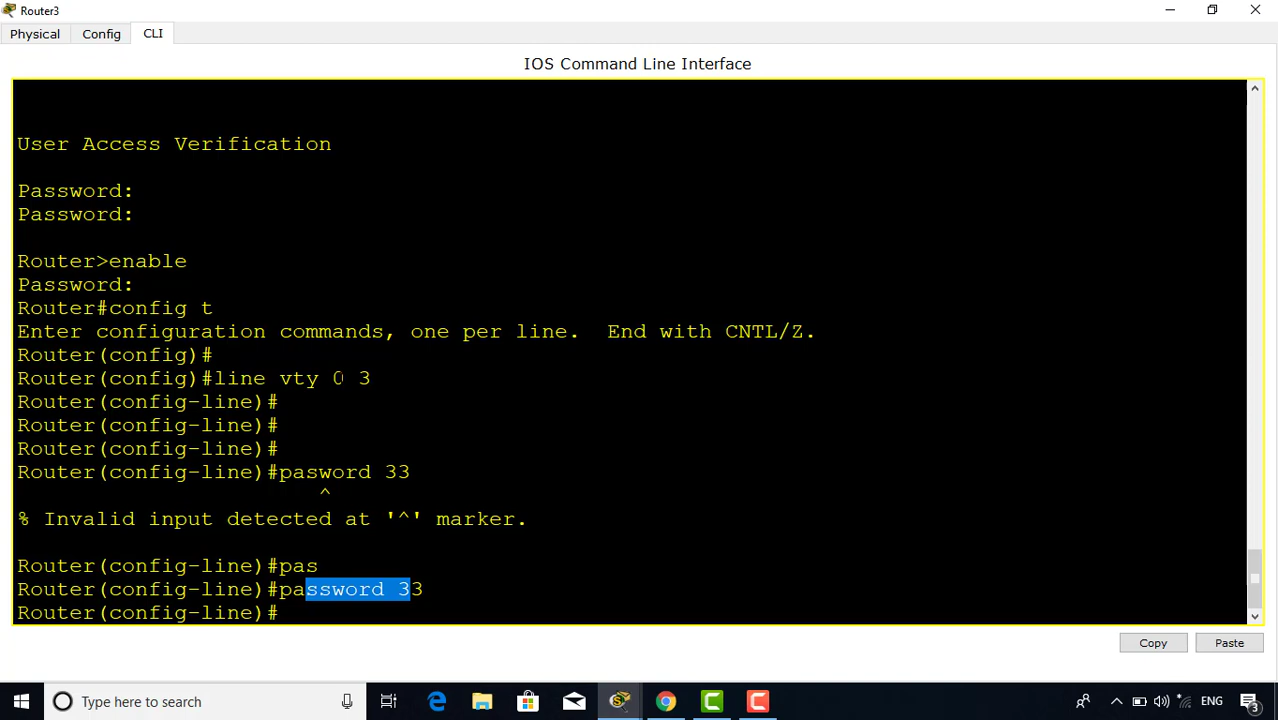 Router3
Physical
Config
CLI
IOS Command Line Interface
User Access Verification
Password:
Password:
Router>enable
Password:
Router#config t
Enter configuration commands, one per line.  End with CNTL/Z.
Router(config)#
Router(config)#line vty 0 3
Router(config-line)#
Router(config-line)#
Router(config-line)#
Router(config-line)#pasword 33
^
% Invalid input detected at '^' marker.
Router(config-line)#pas
Router(config-line)#password 33
Router(config-line)#
Copy
Paste
Type here to search
ENG
3